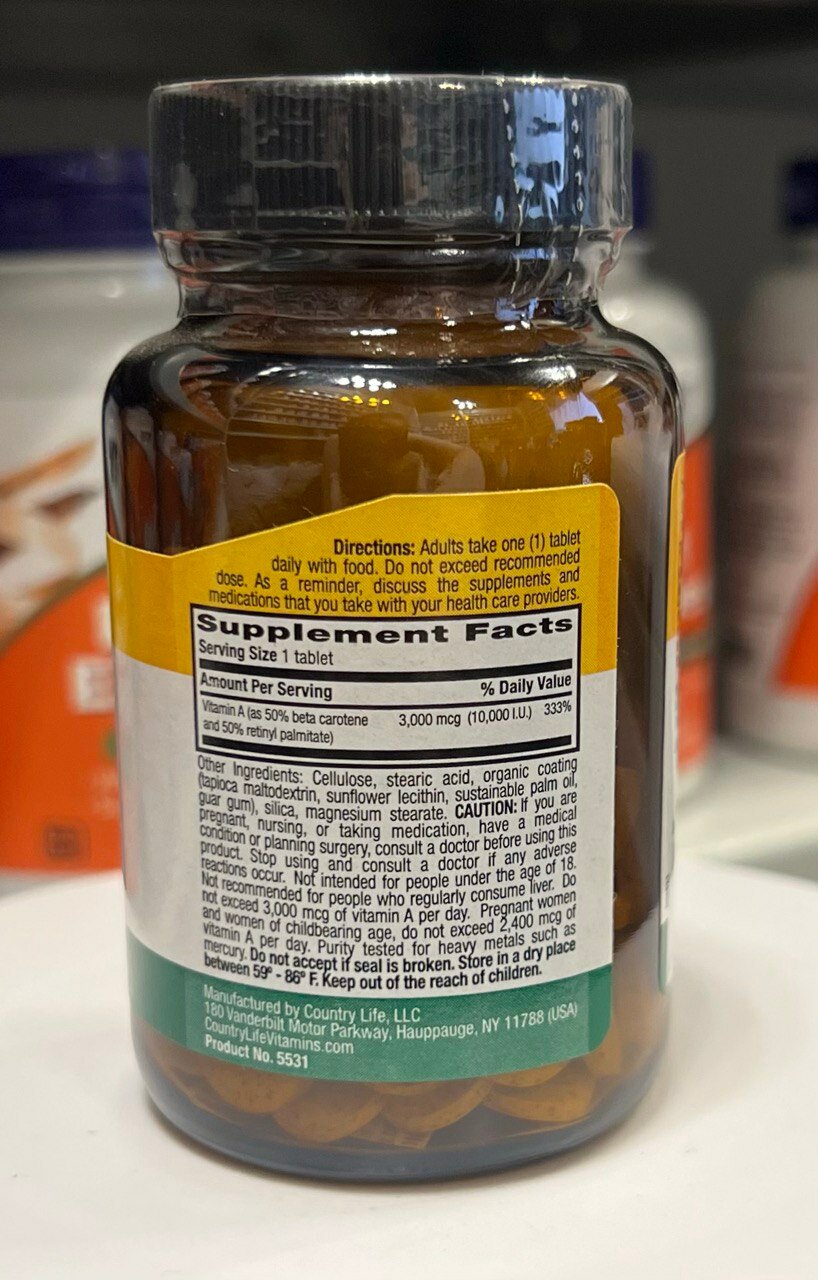 Directions: Adults take one (1) tablet
daily with food. Do not exceed recommended
dose. As a reminder, discuss the supplements and
medications that you take with your health care providers.
Supplement Facts
Serving Size 1 tablet
Amount Per Serving % Daily Value
Vitamin A (as 50% beta carotene 3,000 mcg (10,000 I.U.) 333%
and 50% retinyl palmitate)
Other Ingredients: Cellulose, stearic acid, organic coating
(tapioca maltodextrin, sunflower lecithin, sustainable palm oil,
guar gum), silica, magnesium stearate. CAUTION: If you are
pregnant, nursing, or taking medication, have a medical
condition or planning surgery, consult a doctor before using this
product. Stop using and consult a doctor if any adverse
reactions occur. Not intended for people under the age of 18.
Not recommended for people who regularly consume liver. Do
not exceed 3,000 mcg of vitamin A per day. Pregnant women
and women of childbearing age, do not exceed 2,400 mcg of
vitamin A per day. Purity tested for heavy metals such as
mercury. Do not accept if seal is broken. Store in a dry place
between 59° - 86° F. Keep out of the reach of children.
Manufactured by Country Life, LLC
180 Vanderbilt Motor Parkway, Hauppauge, NY 11788 (USA)
CountryLifeVitamins.com
Product No. 5531